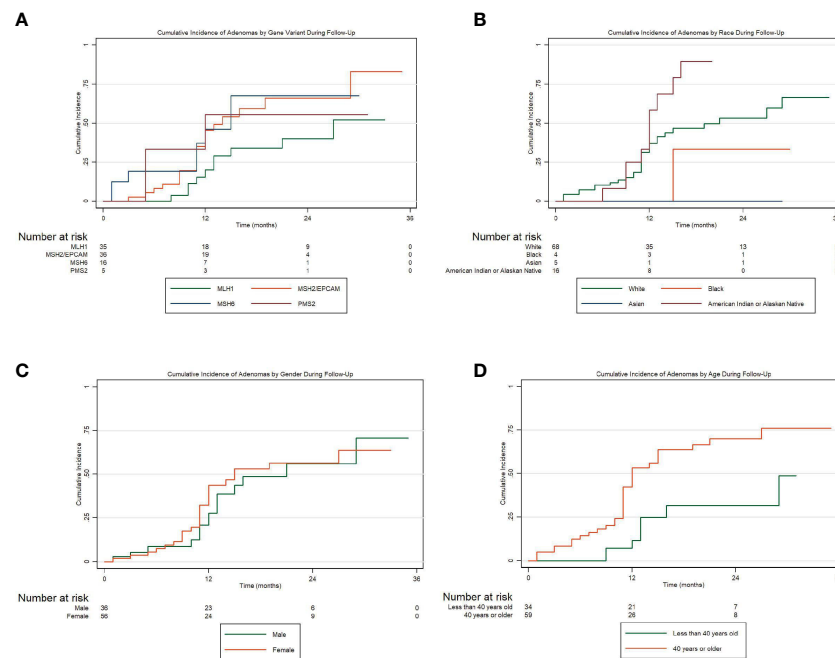 A
Cumulative Incidence of Adenomas by Gene Variant During Follow-Up
Cumulative Incidence
1
.75
.50
.25
0
0 12 24 36
Time (months)
Number at risk
MLH1 35 18 9 0
MSH2/EPCAM 36 19 4 0
MSH6 16 7 1 0
PMS2 5 3 1 0
MLH1 MSH2/EPCAM
MSH6 PMS2
B
Cumulative Incidence of Adenomas by Race During Follow-Up
Cumulative Incidence
1
.75
.50
.25
0
0 12 24 36
Time (months)
Number at risk
White 68 35 13 0
Black 4 3 1 0
Asian 5 1 1 0
American Indian or Alaskan Native 16 8 0 0
White Black
Asian American Indian or Alaskan Native
C
Cumulative Incidence of Adenomas by Gender During Follow-Up
Cumulative Incidence
1
.75
.50
.25
0
0 12 24 36
Time (months)
Number at risk
Male 36 23 6 0
Female 56 24 9 0
Male
Female
D
Cumulative Incidence of Adenomas by Age During Follow-Up
Cumulative Incidence
1
.75
.50
.25
0
0 12 24
Time (months)
Number at risk
Less than 40 years old 34 21 7
40 years or older 59 26 8
Less than 40 years old
40 years or older